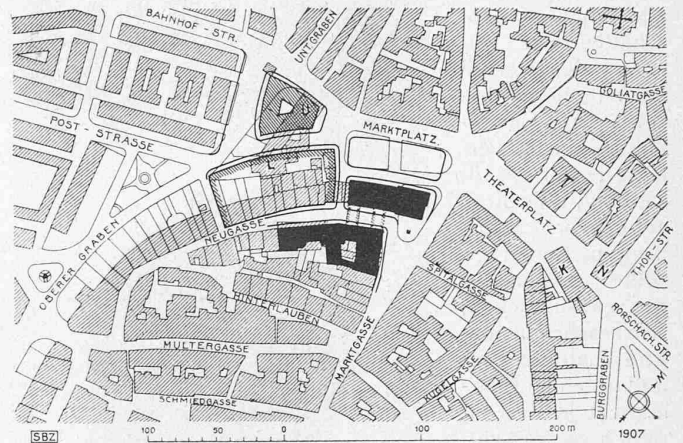 BAHNHOF-STR.
UNT.GRABEN
GOLIATGASSE
POST-STRASSE
MARKTPLATZ.
L
THEATERPLATZ
T
NEUGASSE
OBERER GRABEN
SPITALGASSE
K
N
THOR-STR
HINTERLAUBEN
RORSCHACH STR.
MULTERGASSE
MARKTGASSE
KUGELGASSE
BURGGRABEN
SCHMIEDGASSE
N
SBZ
100 50 0 100 200 m
1907